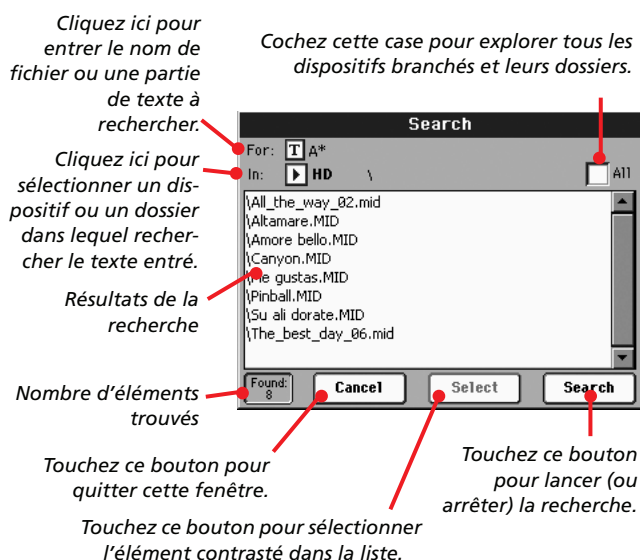 Cliquez ici pour
entrer le nom de
fichier ou une partie
de texte à
rechercher.
Cochez cette case pour explorer tous les
dispositifs branchés et leurs dossiers.
Search
For: T A*
In: HD \
All
Cliquez ici pour
sélectionner un dis-
positif ou un dossier
dans lequel recher-
cher le texte entré.
\All_the_way_02.mid
\Altamare.MID
\Amore bello.MID
\Canyon.MID
\Me gustas.MID
\Pinball.MID
\Su ali dorate.MID
\The_best_day_06.mid
Résultats de la
recherche
Found:
8
Cancel
Select
Search
Nombre d'éléments
trouvés
Touchez ce bouton pour
quitter cette fenêtre.
Touchez ce bouton
pour lancer (ou
arrêter) la recherche.
Touchez ce bouton pour sélectionner
l'élément contrasté dans la liste.